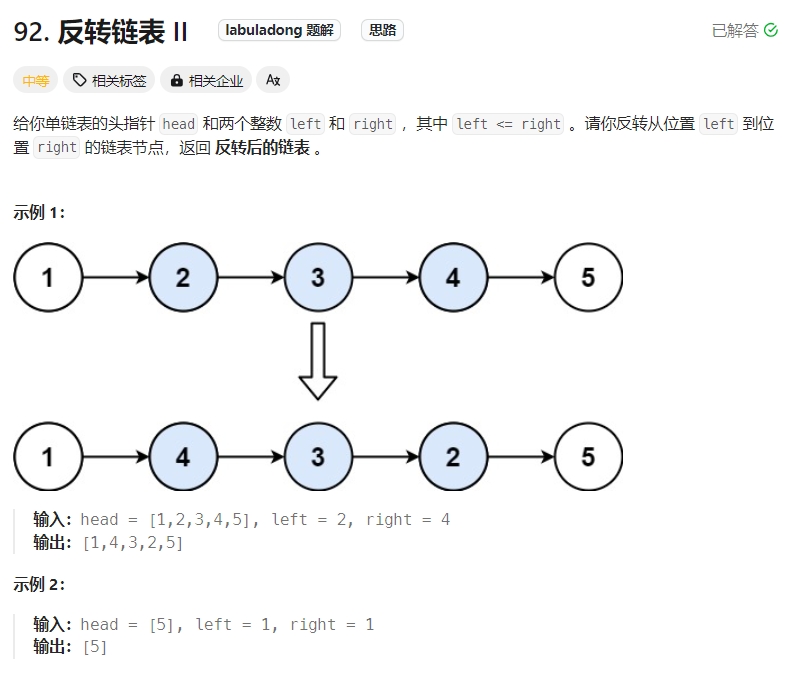 92. 反转链表 II labuladong 题解 思路 已解答
中等 相关标签 相关企业 Ax
给你单链表的头指针 head 和两个整数 left 和 right ，其中 left <= right 。请你反转从位置 left 到位
置 right 的链表节点，返回 反转后的链表 。
示例 1：
1 2 3 4 5
1 4 3 2 5
输入：head = [1,2,3,4,5], left = 2, right = 4
输出：[1,4,3,2,5]
示例 2：
输入：head = [5], left = 1, right = 1
输出：[5]